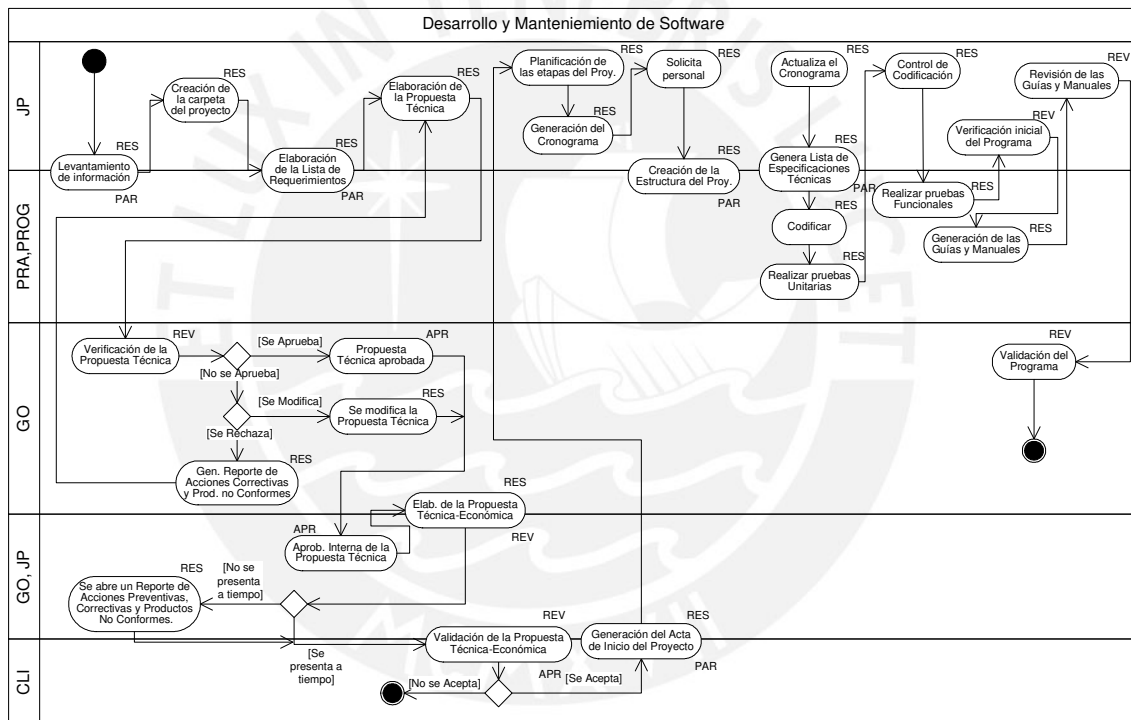 Desarrollo y Manteniemiento de Software
ET LUX IN TENEBRIS LVCET
JP
Levantamiento
de información
RES
PAR
Creación de
la carpeta
del proyecto
RES
Elaboración
de la Lista de
Requerimientos
RES
PAR
Elaboración de
la Propuesta
Técnica
RES
Planificación de
las etapas del Proy.
RES
Generación del
Cronograma
RES
Solicita
personal
RES
Creación de la
Estructura del Proy.
RES
PAR
Actualiza el
Cronograma
RES
Genera Lista de
Especificaciones
Técnicas
RES
PAR
Control de
Codificación
RES
Verificación inicial
del Programa
REV
Revisión de las
Guías y Manuales
REV
PRA,PROG
Codificar
RES
Realizar pruebas
Unitarias
RES
Realizar pruebas
Funcionales
RES
Generación de las
Guías y Manuales
RES
GO
Verificación de la
Propuesta Técnica
REV
[Se Aprueba]
[No se Aprueba]
Propuesta
Técnica aprobada
APR
[Se Modifica]
[Se Rechaza]
Se modifica la
Propuesta Técnica
RES
Gen. Reporte de
Acciones Correctivas
y Prod. no Conformes
RES
Validación del
Programa
REV
Elab. de la Propuesta
Técnica-Económica
RES
REV
GO, JP
Aprob. Interna de la
Propuesta Técnica
APR
Se abre un Reporte de
Acciones Preventivas,
Correctivas y Productos
No Conformes.
RES
[No se
presenta
a tiempo]
[Se
presenta a
tiempo]
CLI
Validación de la Propuesta
Técnica-Económica
REV
APR
[No se Acepta]
[Se Acepta]
Generación del Acta
de Inicio del Proyecto
RES
PAR